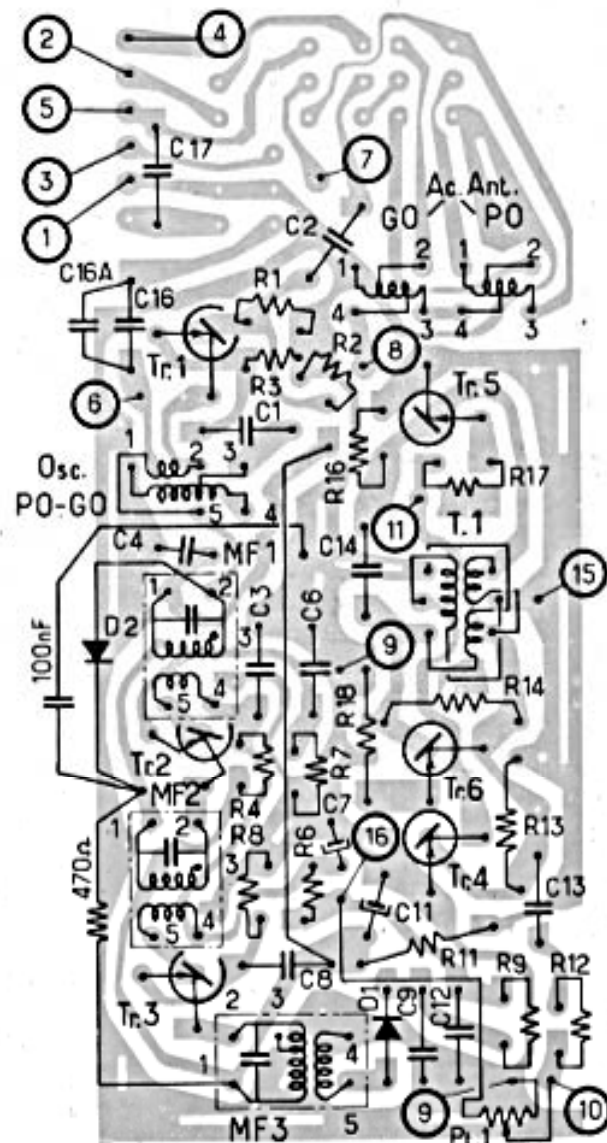 2
4
5
3
1
C17
7
Ac. Ant.
GO PO
C2
1 2 1 2
4 3 4 3
C16A
C16
R1
Tr.1
R3
R2
8
Tr.5
6
C1
1 2 3
Osc.
PO-GO
5 4
R16
R17
11
T.1
C4
MF1
C14
15
1 2
D2
C3
C6
3
100nF
9
5 4
R18
R14
Tr.2
R4
R7
Tr.6
MF2
1 2
R8
3
R6
C7
16
R13
470Ω
Tr.4
C13
5 4
C11
R11
Tr.3
C8
R9
R12
2 3
D1
C9
C12
1
4
MF3
5
9
10